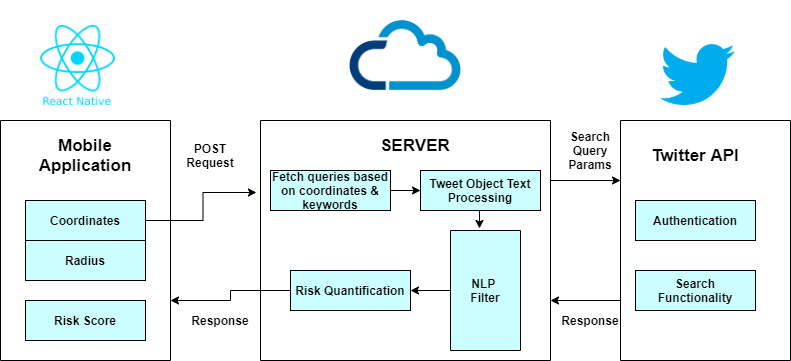 React Native
Mobile
Application
Coordinates
Radius
Risk Score
POST
Request
Response
SERVER
Fetch queries based
on coordinates &
keywords
Tweet Object Text
Processing
NLP
Filter
Risk Quantification
Search
Query
Params
Response
Twitter API
Authentication
Search
Functionality